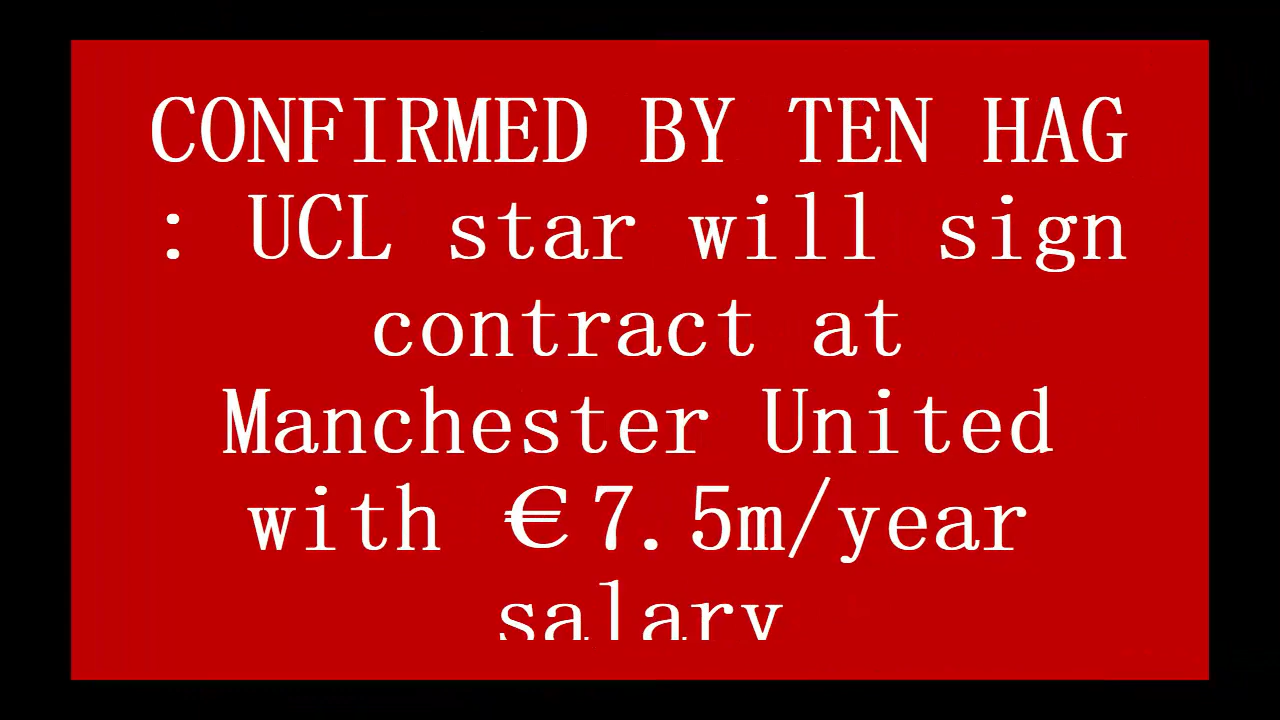 CONFIRMED BY TEN HAG
: UCL star will sign
contract at
Manchester United
with €7.5m/year
salary